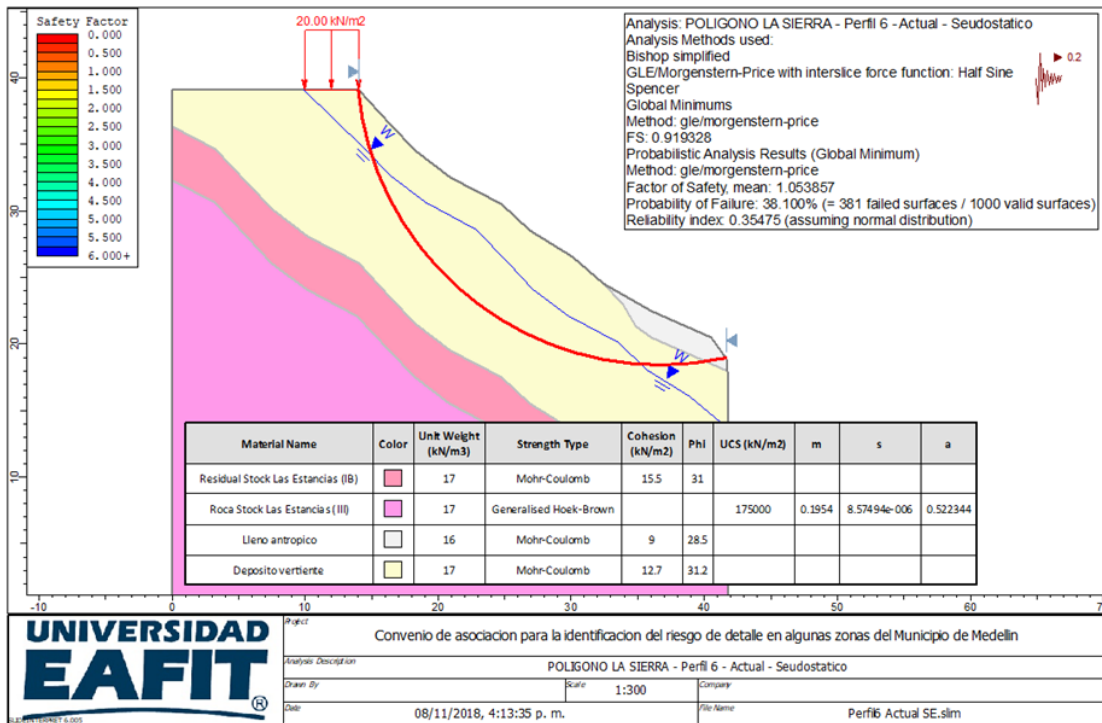 Safety Factor
0.000
0.500
1.000
1.500
2.000
2.500
3.000
3.500
4.000
4.500
5.000
5.500
6.000+
20.00 kN/m2
Analysis: POLIGONO LA SIERRA - Perfil 6 - Actual - Seudostatico
Analysis Methods used:
Bishop simplified
GLE/Morgenstern-Price with interslice force function: Half Sine
Spencer
Global Minimums
Method: gle/morgenstern-price
FS: 0.919328
Probabilistic Analysis Results (Global Minimum)
Method: gle/morgenstern-price
Factor of Safety, mean: 1.053857
Probability of Failure: 38.100% (= 381 failed surfaces / 1000 valid surfaces)
Reliability index: 0.35475 (assuming normal distribution)
0.2
40
30
20
10
W
W
Material Name Color Unit Weight (kN/m3) Strength Type Cohesion (kN/m2) Phi UCS (kN/m2) m s a
Residual Stock Las Estancias (IB) 17 Mohr-Coulomb 15.5 31
Roca Stock Las Estancias (III) 17 Generalised Hoek-Brown 175000 0.1954 8.57494e-006 0.522344
Lleno antropico 16 Mohr-Coulomb 9 28.5
Deposito vertiente 17 Mohr-Coulomb 12.7 31.2
-10 0 10 20 30 40 50 60 7
UNIVERSIDAD
EAFIT®
SLIDEINTERPRET 6.005
Project
Convenio de asociacion para la identificacion del riesgo de detalle en algunas zonas del Municipio de Medellin
Analysis Description
POLIGONO LA SIERRA - Perfil 6 - Actual - Seudostatico
Drawn By
Scale 1:300
Company
Date
08/11/2018, 4:13:35 p. m.
File Name
Perfil6 Actual SE.slim